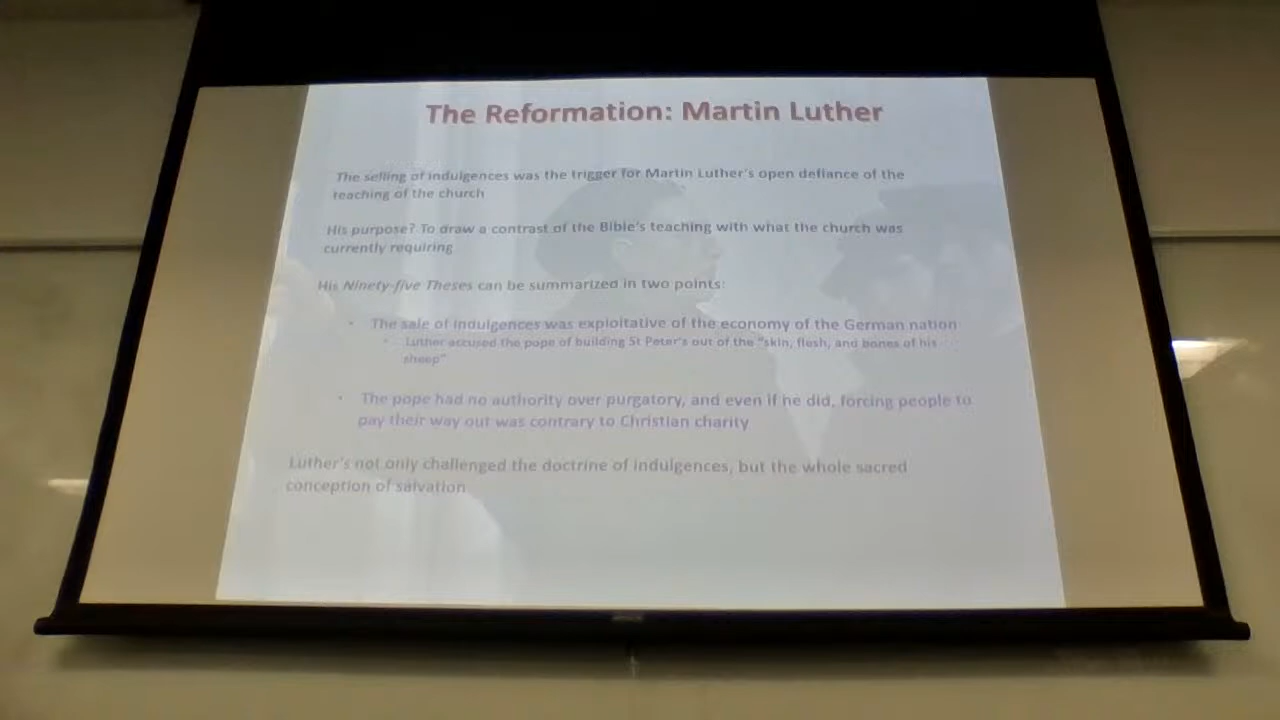 The Reformation: Martin Luther
The selling of indulgences was the trigger for Martin Luther's open defiance of the
teaching of the church
His purpose? To draw a contrast of the Bible's teaching with what the church was
currently requiring
His Ninety-five Theses can be summarized in two points:
• The sale of indulgences was exploitative of the economy of the German nation
• Luther accused the pope of building St Peter's out of the "skin, flesh, and bones of his
sheep"
• The pope had no authority over purgatory, and even if he did, forcing people to
pay their way out was contrary to Christian charity
Luther's not only challenged the doctrine of indulgences, but the whole sacred
conception of salvation